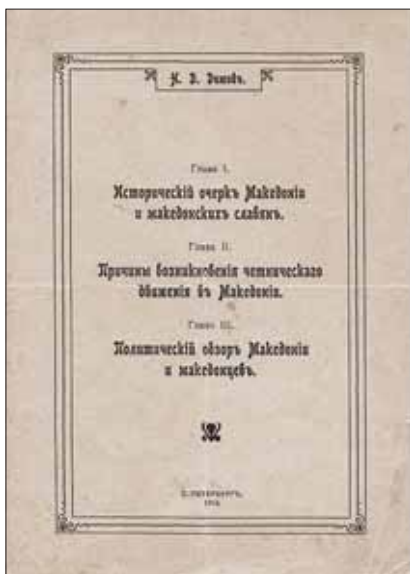 Н. Д. Димовъ.
Глава I.
Историческій очеркъ Македоніи
и македонскихъ славянъ.
Глава II.
Причины возникновенія четническаго
движенія въ Македоніи.
Глава III.
Политическій обзоръ Македоніи
и македонцевъ.
С.-ПЕТЕРБУРГЪ.